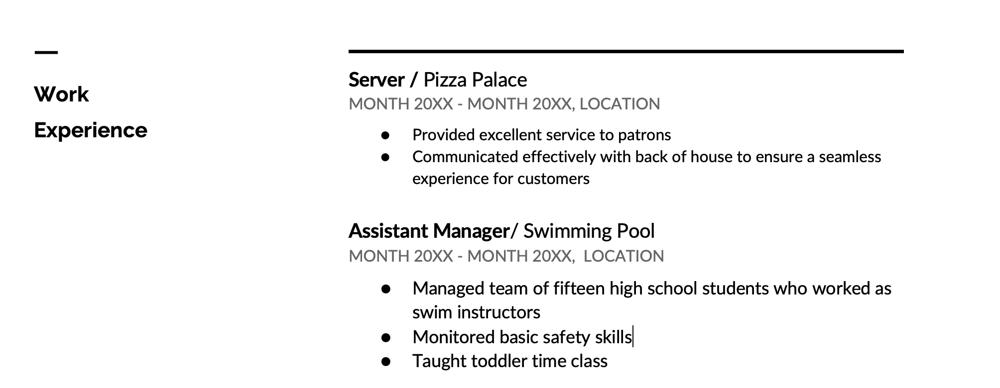 Work
Experience
Server / Pizza Palace
MONTH 20XX - MONTH 20XX, LOCATION
● Provided excellent service to patrons
● Communicated effectively with back of house to ensure a seamless
experience for customers
Assistant Manager/ Swimming Pool
MONTH 20XX - MONTH 20XX,  LOCATION
● Managed team of fifteen high school students who worked as
swim instructors
● Monitored basic safety skills
● Taught toddler time class